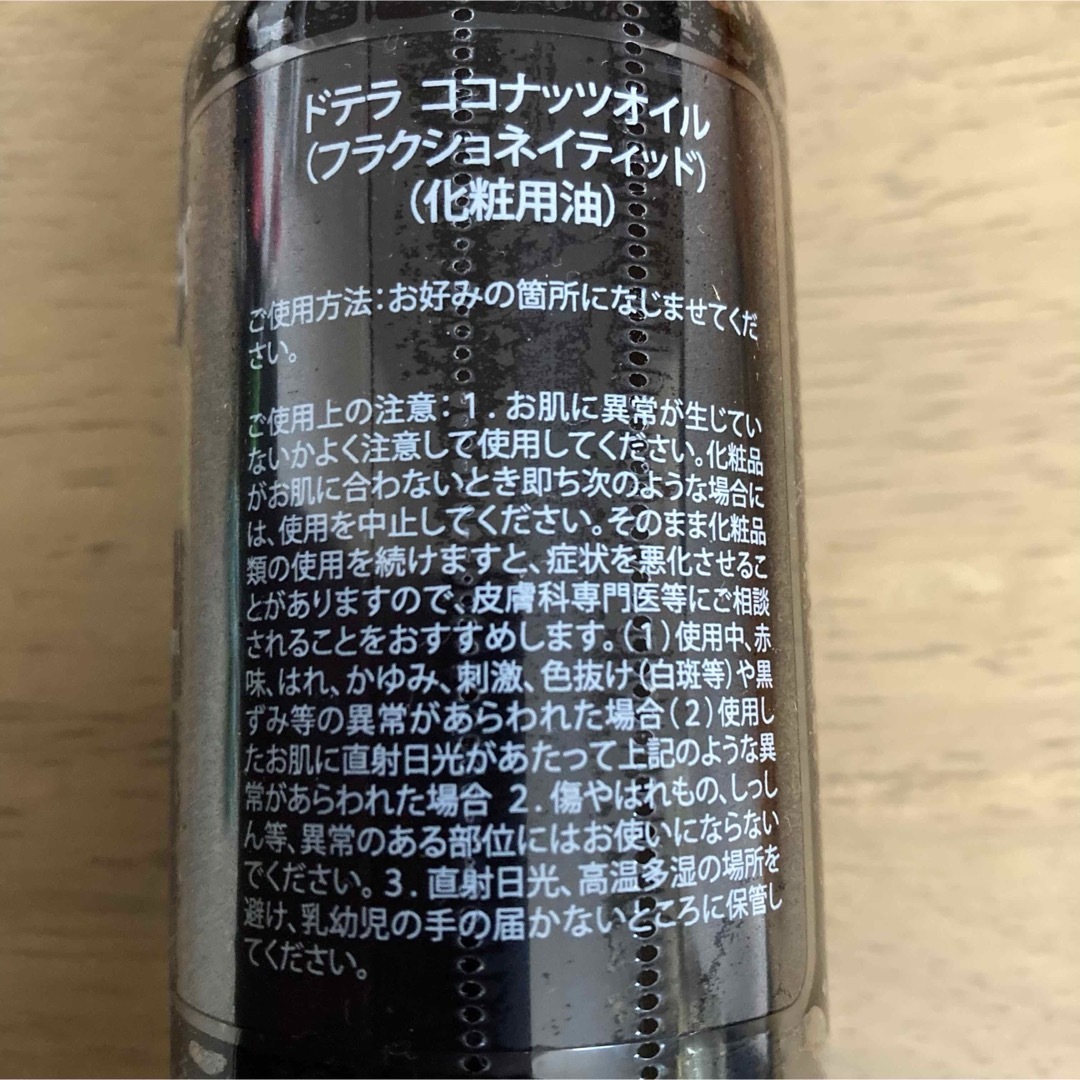 ドテラ ココナッツオイル
(フラクショネイティッド)
(化粧用油)
ご使用方法：お好みの箇所になじませてくだ
さい。
ご使用上の注意：１．お肌に異常が生じてい
ないかよく注意して使用してください。化粧品
がお肌に合わないとき即ち次のような場合に
は、使用を中止してください。そのまま化粧品
類の使用を続けますと、症状を悪化させるこ
とがありますので、皮膚科専門医等にご相談
されることをおすすめします。（１）使用中、赤
味、はれ、かゆみ、刺激、色抜け（白斑等）や黒
ずみ等の異常があらわれた場合（２）使用し
たお肌に直射日光があたって上記のような異
常があらわれた場合 ２．傷やはれもの、しっし
ん等、異常のある部位にはお使いにならない
でください。３．直射日光、高温多湿の場所を
避け、乳幼児の手の届かないところに保管し
てください。